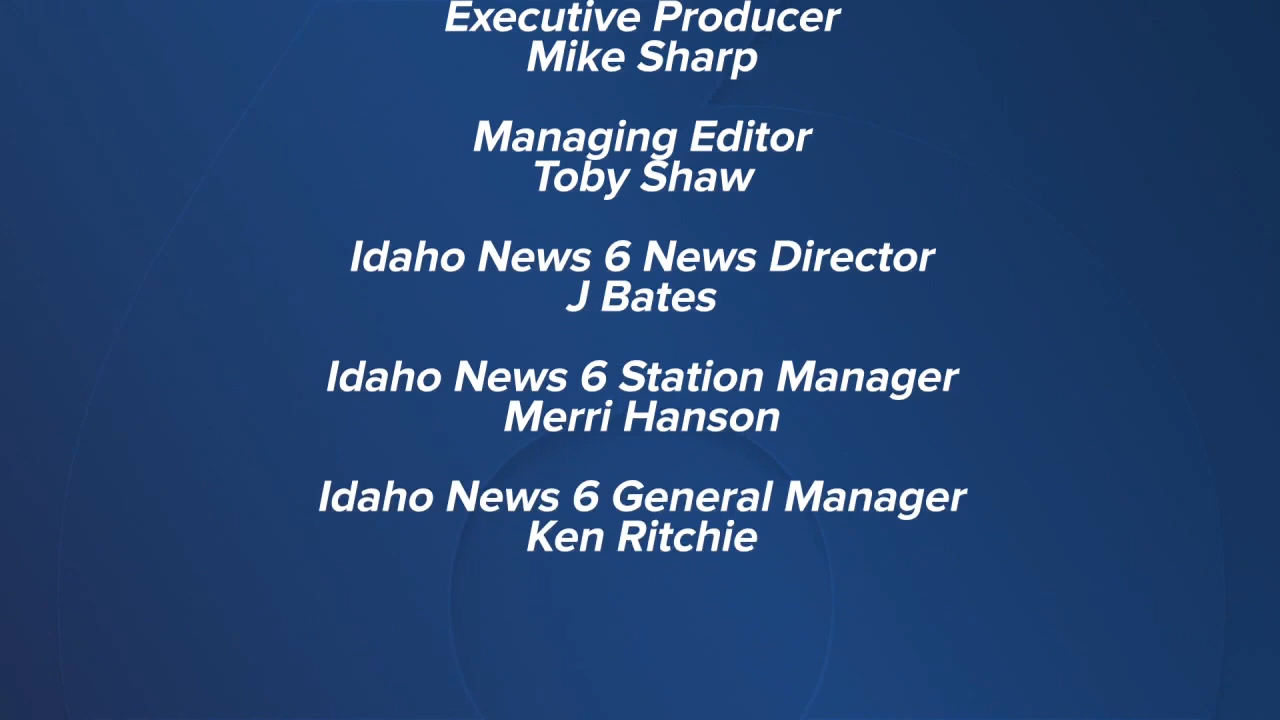 Executive Producer
Mike Sharp
Managing Editor
Toby Shaw
Idaho News 6 News Director
J Bates
Idaho News 6 Station Manager
Merri Hanson
Idaho News 6 General Manager
Ken Ritchie